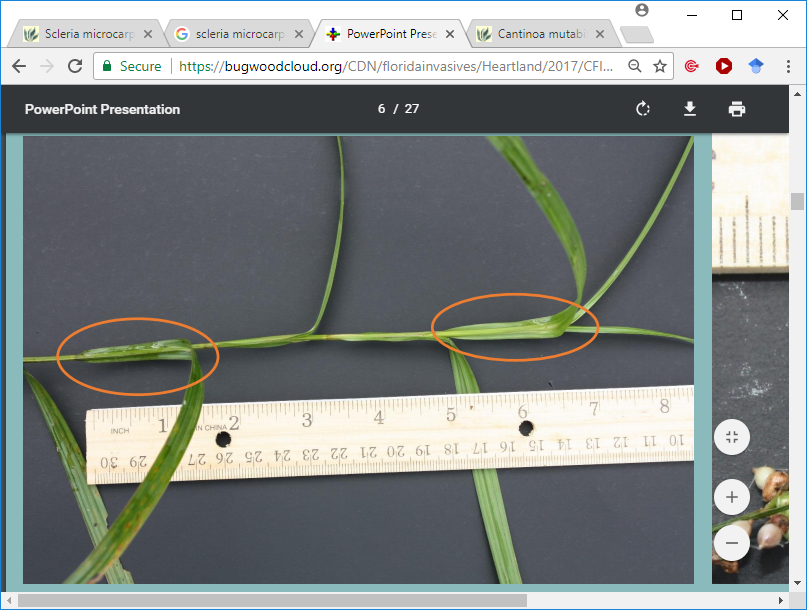 Scleria microcarp
scleria microcarp
PowerPoint Prese
Cantinoa mutabi
Secure
https://bugwoodcloud.org/CDN/floridainvasives/Heartland/2017/CFI...
PowerPoint Presentation
6 / 27
1 2 3 4 5 6 7 8
INCH
IN CHINA
30 29 27 26 25 24 23 22 21 20 19 18 17 16 15 14 13 12 11 10